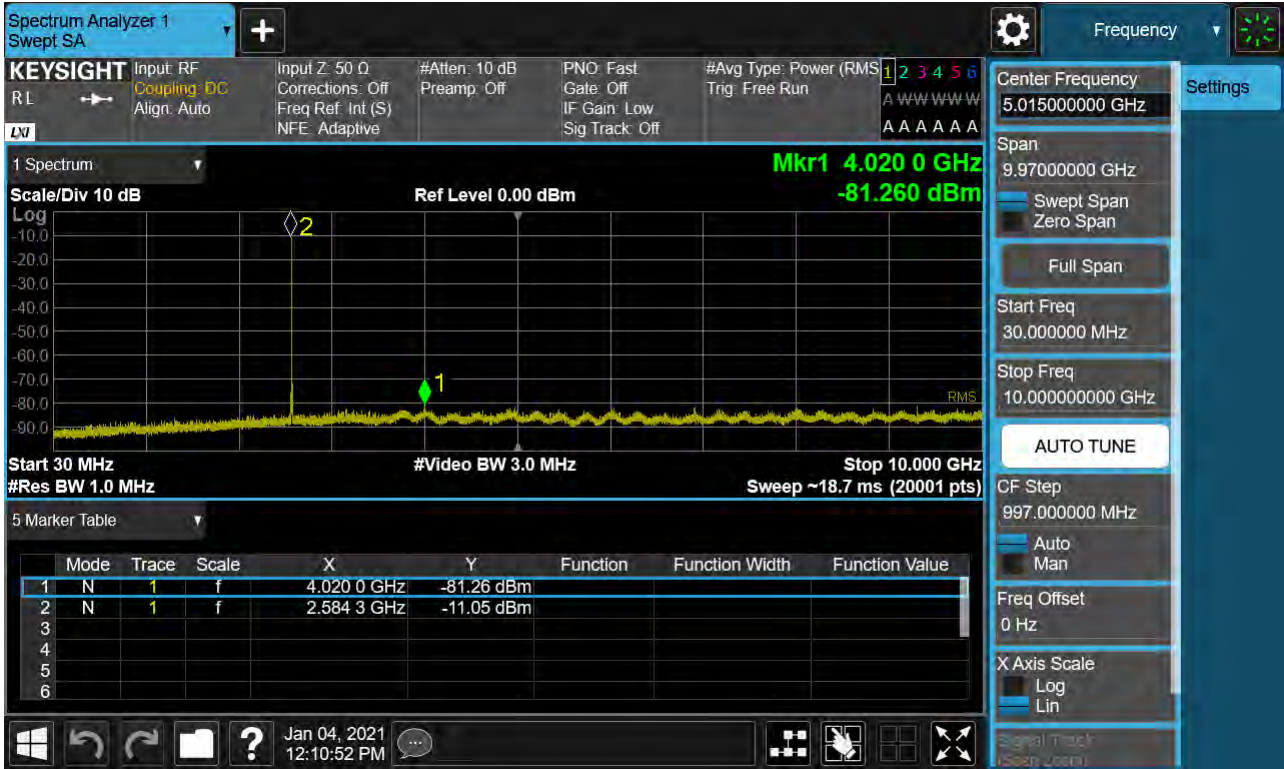 Spectrum Analyzer 1
Swept SA
Frequency
KEYSIGHT
R L
LXI
Input: RF
Coupling: DC
Align: Auto
Input Z: 50 Ω
Corrections: Off
Freq Ref: Int (S)
NFE: Adaptive
#Atten: 10 dB
Preamp: Off
PNO: Fast
Gate: Off
IF Gain: Low
Sig Track: Off
#Avg Type: Power (RMS
Trig: Free Run
1 2 3 4 5 6
A W W W W W
A A A A A A
Center Frequency
5.015000000 GHz
Settings
Span
9.97000000 GHz
Swept Span
Zero Span
Full Span
Start Freq
30.000000 MHz
Stop Freq
10.000000000 GHz
AUTO TUNE
CF Step
997.000000 MHz
Auto
Man
Freq Offset
0 Hz
X Axis Scale
Log
Lin
Signal Track
(Span Zoom)
1 Spectrum
Mkr1 4.020 0 GHz
-81.260 dBm
Scale/Div 10 dB
Ref Level 0.00 dBm
Log
-10.0
-20.0
-30.0
-40.0
-50.0
-60.0
-70.0
-80.0
-90.0
2
1
RMS
Start 30 MHz
#Video BW 3.0 MHz
Stop 10.000 GHz
#Res BW 1.0 MHz
Sweep ~18.7 ms (20001 pts)
5 Marker Table
Mode Trace Scale X Y Function Function Width Function Value
1 N 1 f 4.020 0 GHz -81.26 dBm
2 N 1 f 2.584 3 GHz -11.05 dBm
3
4
5
6
Jan 04, 2021
12:10:52 PM